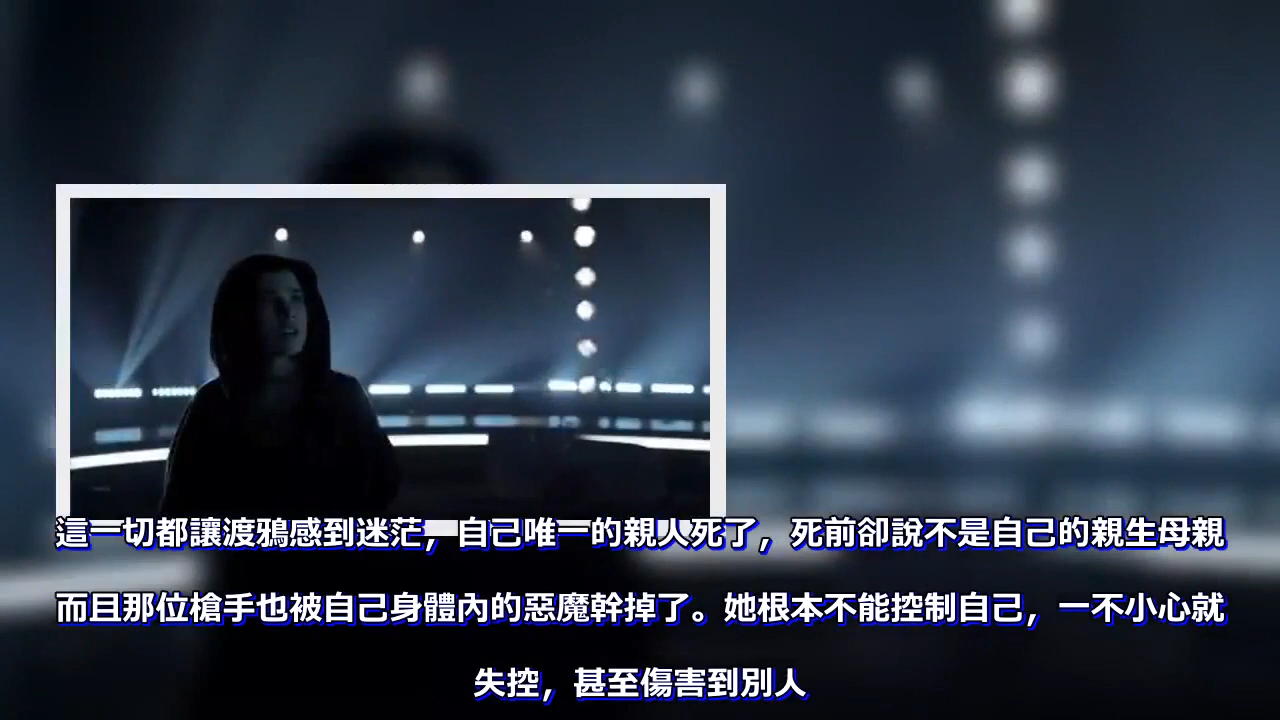 這一切都讓渡鴉感到迷茫，自己唯一的親人死了，死前卻說不是自己的親生母親
而且那位槍手也被自己身體內的惡魔幹掉了。她根本不能控制自己，一不小心就
失控，甚至傷害到別人